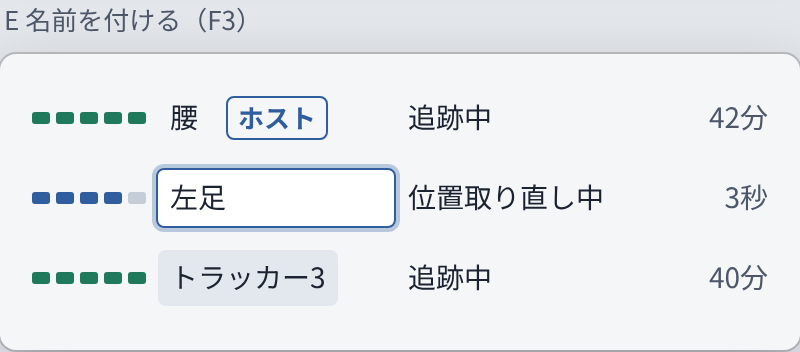 E 名前を付ける（F3）
腰 ホスト 追跡中 42分
左足 位置取り直し中 3秒
トラッカー3 追跡中 40分